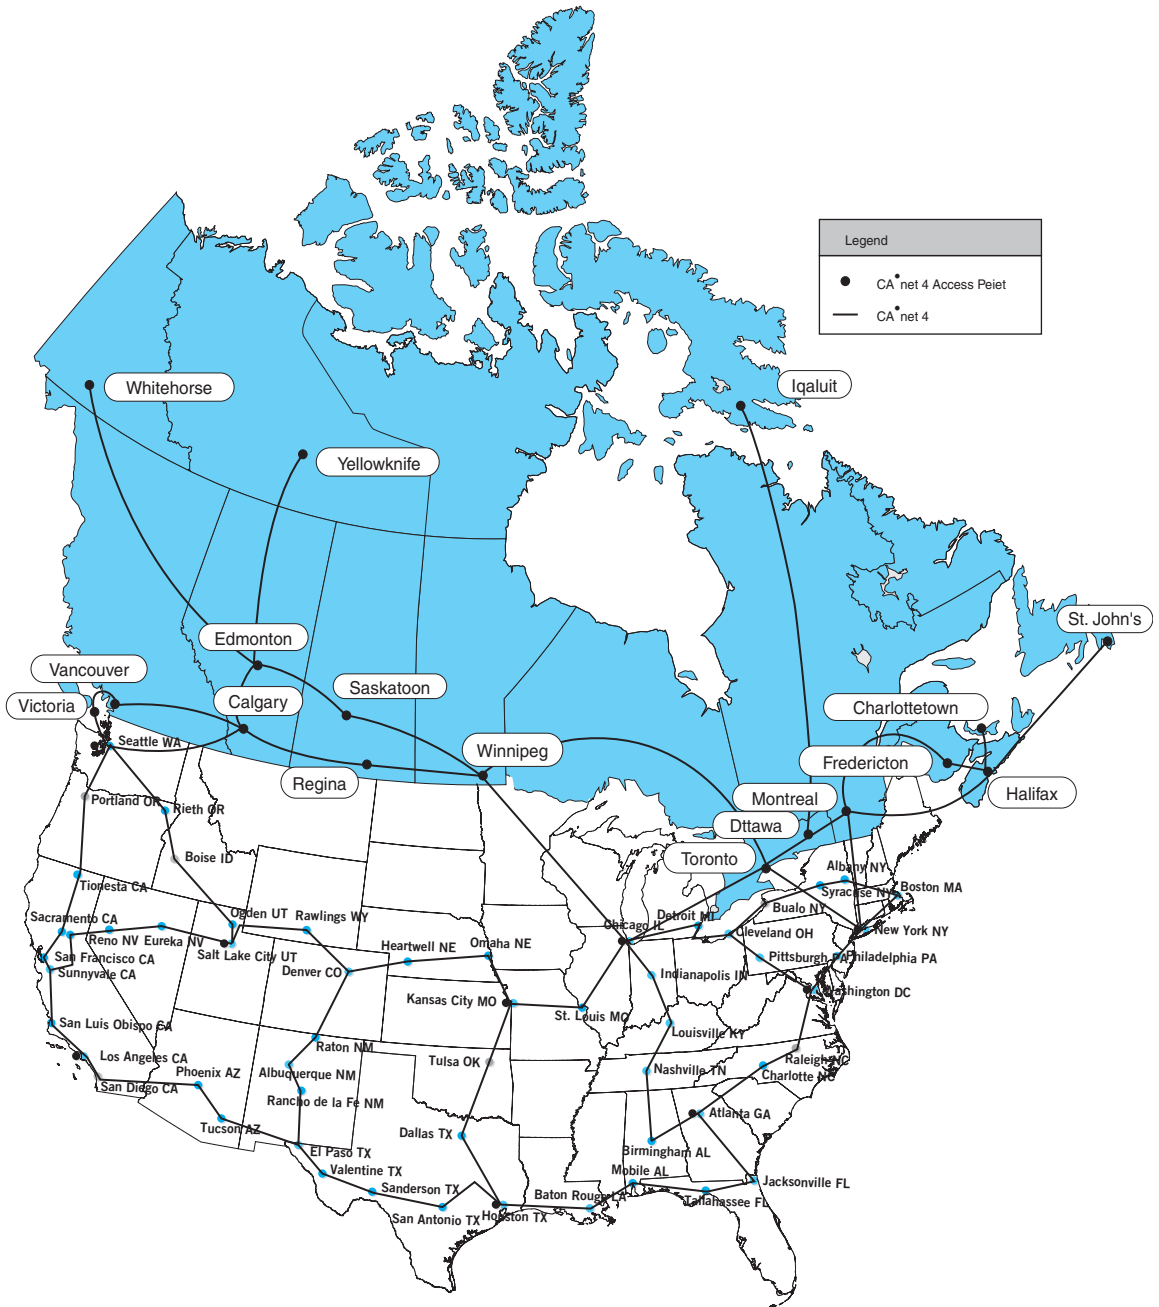 Legend
CA•net 4 Access Peiet
CA•net 4
Whitehorse
Iqaluit
Yellowknife
St. John's
Edmonton
Vancouver
Saskatoon
Victoria
Calgary
Charlottetown
Seattle WA
Winnipeg
Fredericton
Regina
Halifax
Montreal
Portland OR
Rieth OR
Dttawa
Toronto
Boise ID
Albany NY
Tionesta CA
Syracuse NY
Boston MA
Bualo NY
Sacramento CA
Ogden UT
Rawlings WY
Detroit MI
Chicago IL
Cleveland OH
New York NY
Reno NV
Eureka NV
Heartwell NE
Omaha NE
San Francisco CA
Salt Lake City UT
Pittsburgh PA
Philadelphia PA
Sunnyvale CA
Denver CO
Indianapolis IN
Washington DC
Kansas City MO
St. Louis MO
San Luis Obispo CA
Louisville KY
Raton NM
Los Angeles CA
Tulsa OK
Raleigh NC
Phoenix AZ
Albuquerque NM
Nashville TN
Charlotte NC
San Diego CA
Rancho de la Fe NM
Atlanta GA
Tucson AZ
Dallas TX
El Paso TX
Birmingham AL
Valentine TX
Mobile AL
Sanderson TX
Jacksonville FL
Baton Rouge LA
Tallahassee FL
San Antonio TX
Houston TX